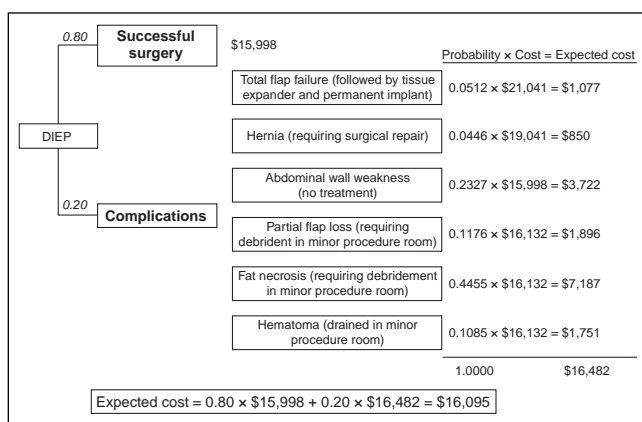 0.80
Successful
surgery
$15,998
Probability × Cost = Expected cost
Total flap failure (followed by tissue
expander and permanent implant)
0.0512 × $21,041 = $1,077
DIEP
Hernia (requiring surgical repair)
0.0446 × $19,041 = $850
Abdominal wall weakness
(no treatment)
0.2327 × $15,998 = $3,722
0.20
Complications
Partial flap loss (requiring
debrident in minor procedure room)
0.1176 × $16,132 = $1,896
Fat necrosis (requiring debridement
in minor procedure room)
0.4455 × $16,132 = $7,187
Hematoma (drained in minor
procedure room)
0.1085 × $16,132 = $1,751
1.0000 $16,482
Expected cost = 0.80 × $15,998 + 0.20 × $16,482 = $16,095